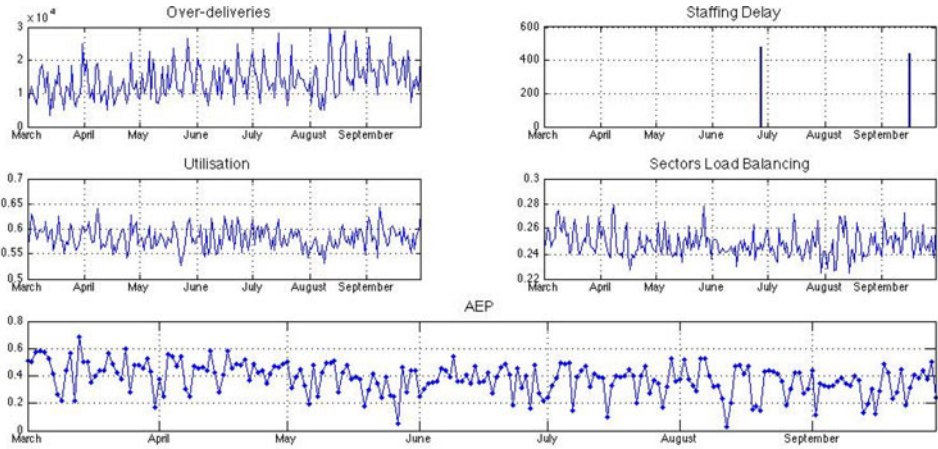 Over-deliveries
x 10⁴
3
2
1
0
March April May June July August September
Staffing Delay
600
400
200
0
March April May June July August September
Utilisation
0.7
0.65
0.6
0.55
0.5
March April May June July August September
Sectors Load Balancing
0.3
0.28
0.26
0.24
0.22
March April May June July August September
AEP
0.8
0.6
0.4
0.2
0
March April May June July August September